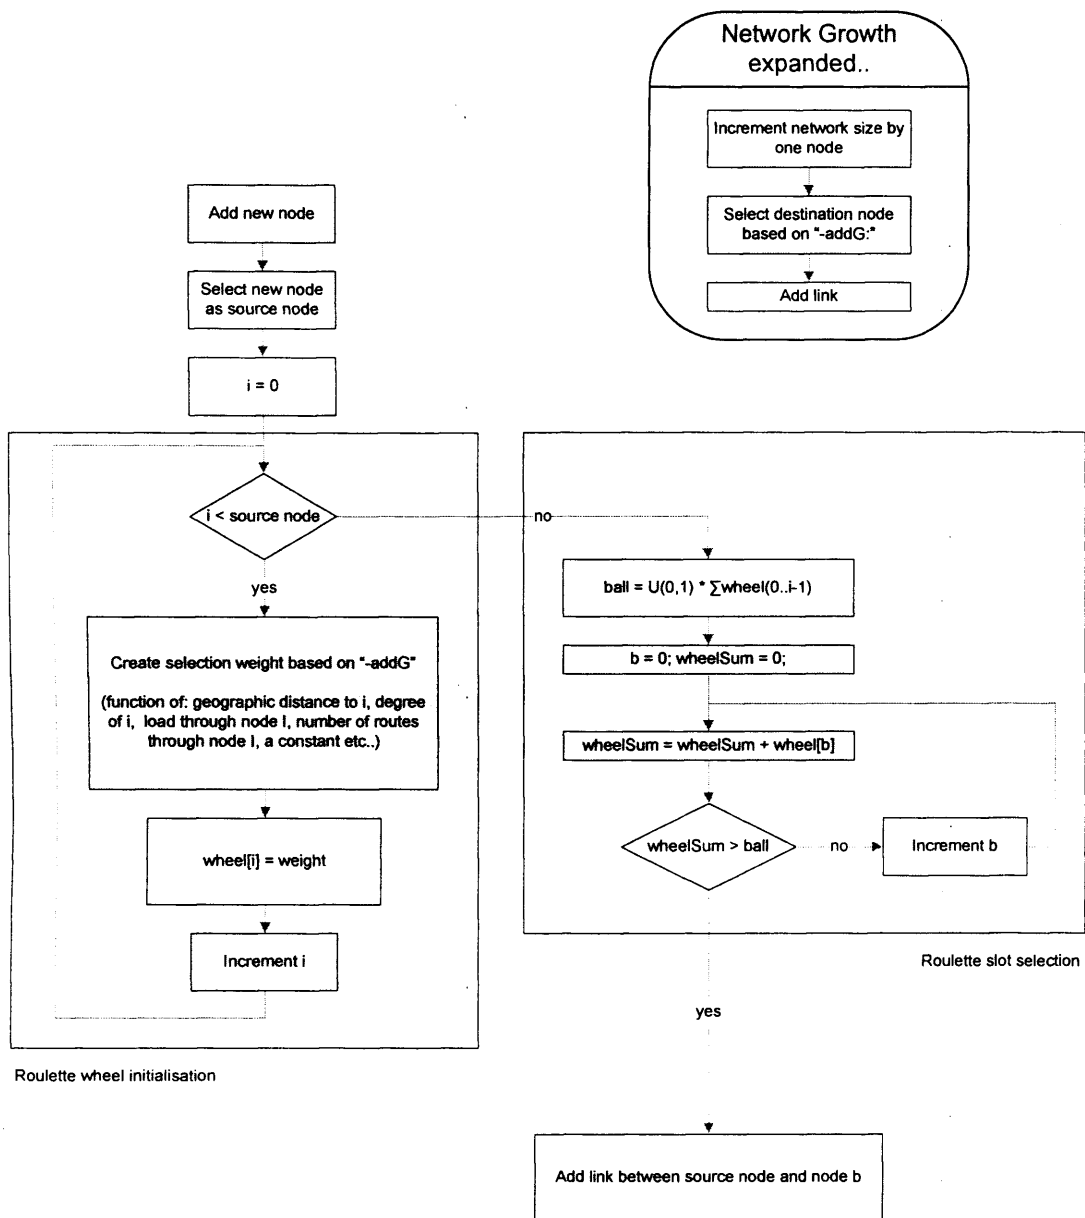 Network Growth
expanded..
Increment network size by
one node
Select destination node
based on "-addG:"
Add link
Add new node
Select new node
as source node
i = 0
i < source node
no
yes
Create selection weight based on "-addG"
(function of: geographic distance to i, degree
of i, load through node I, number of routes
through node I, a constant etc..)
wheel[i] = weight
Increment i
Roulette wheel initialisation
ball = U(0,1) * ∑wheel(0..i-1)
b = 0; wheelSum = 0;
wheelSum = wheelSum + wheel[b]
wheelSum > ball
no
Increment b
Roulette slot selection
yes
Add link between source node and node b